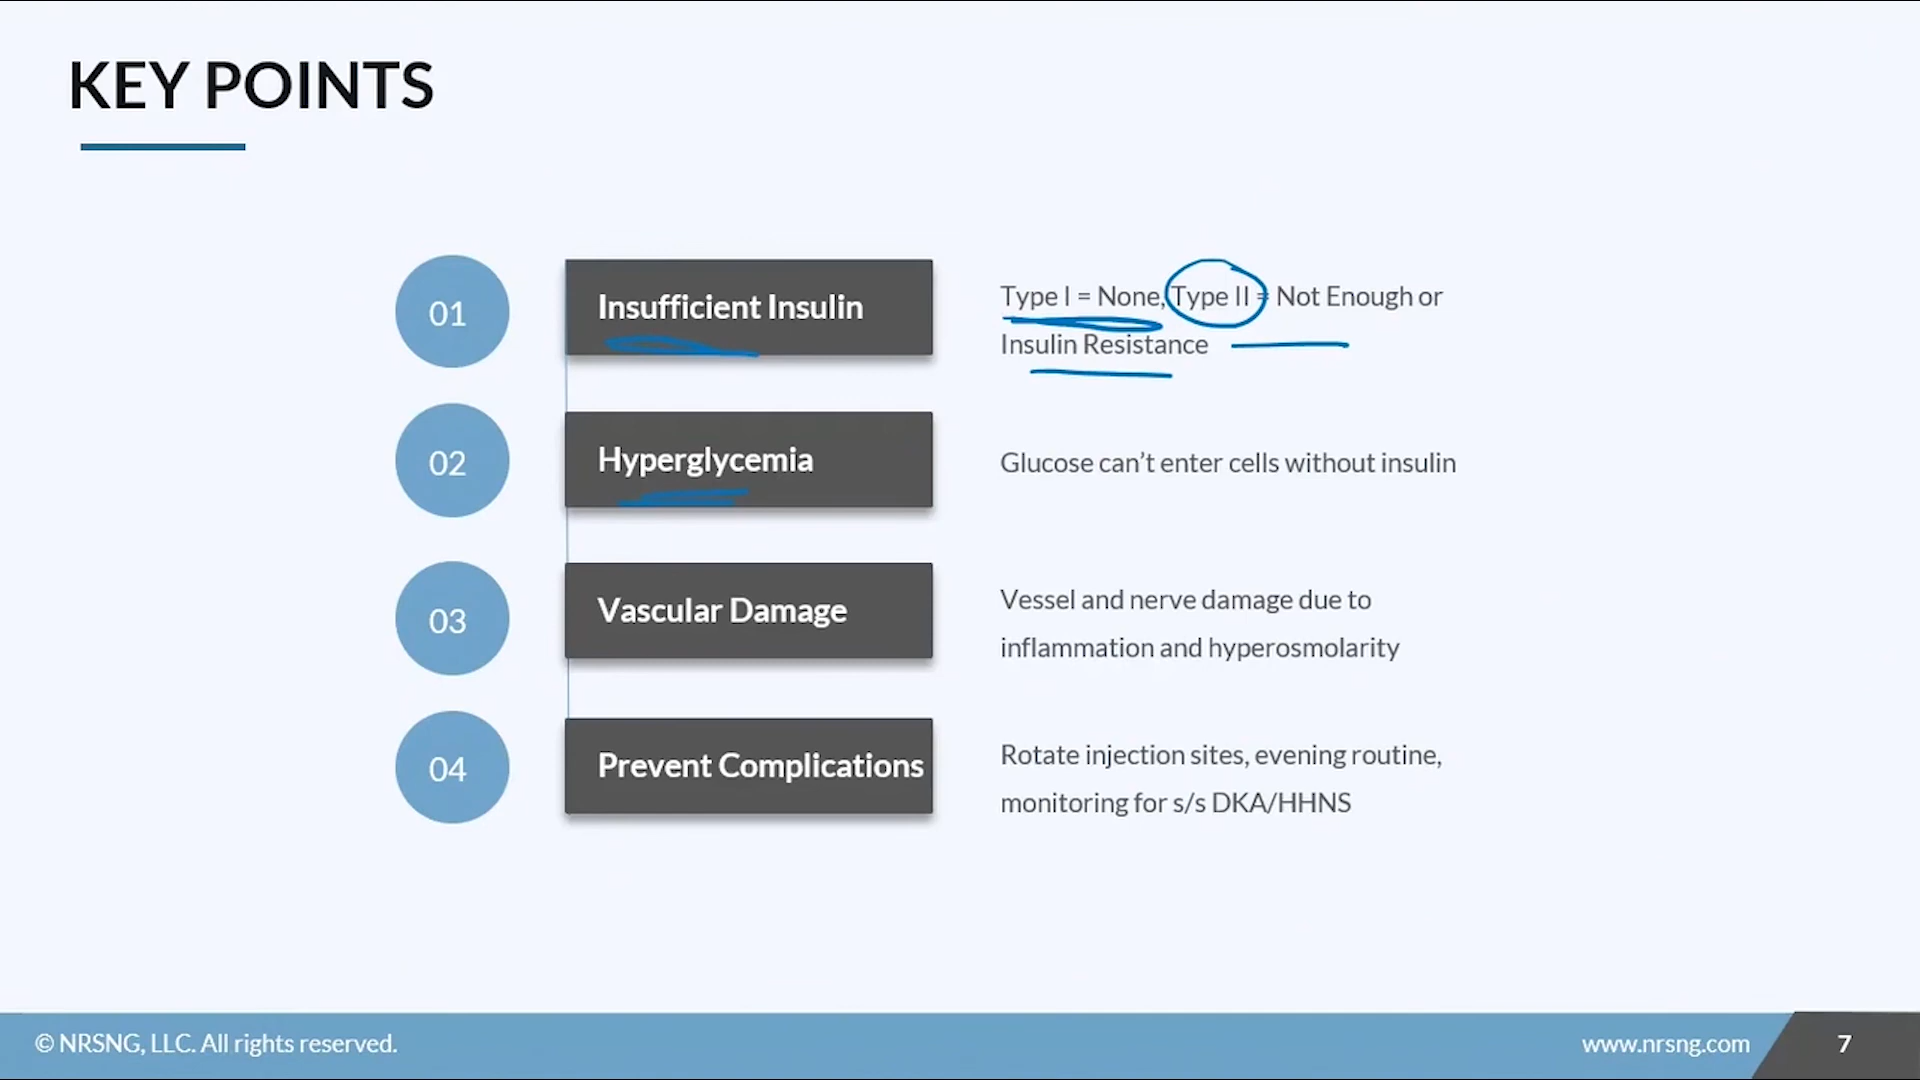 KEY POINTS
01
Insufficient Insulin
Type I = None, Type II = Not Enough or
Insulin Resistance
02
Hyperglycemia
Glucose can’t enter cells without insulin
03
Vascular Damage
Vessel and nerve damage due to
inflammation and hyperosmolarity
04
Prevent Complications
Rotate injection sites, evening routine,
monitoring for s/s DKA/HHNS
© NRSNG, LLC. All rights reserved.
www.nrsng.com
7